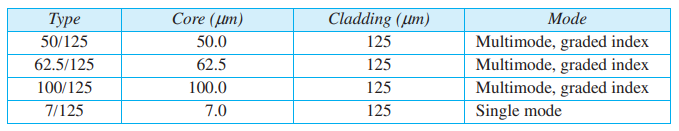 Type Core (μm) Cladding (μm) Mode
50/125 50.0 125 Multimode, graded index
62.5/125 62.5 125 Multimode, graded index
100/125 100.0 125 Multimode, graded index
7/125 7.0 125 Single mode